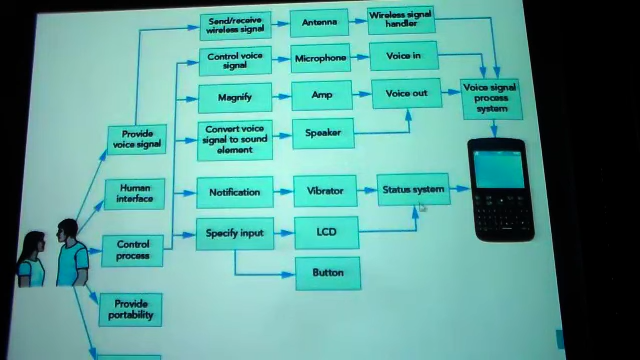 Send/receive
wireless signal
Antenna
Wireless signal
handler
Control voice
signal
Microphone
Voice in
Magnify
Amp
Voice out
Voice signal
process
system
Provide
voice signal
Convert voice
signal to sound
element
Speaker
Human
interface
Notification
Vibrator
Status system
Control
process
Specify input
LCD
Button
Provide
portability